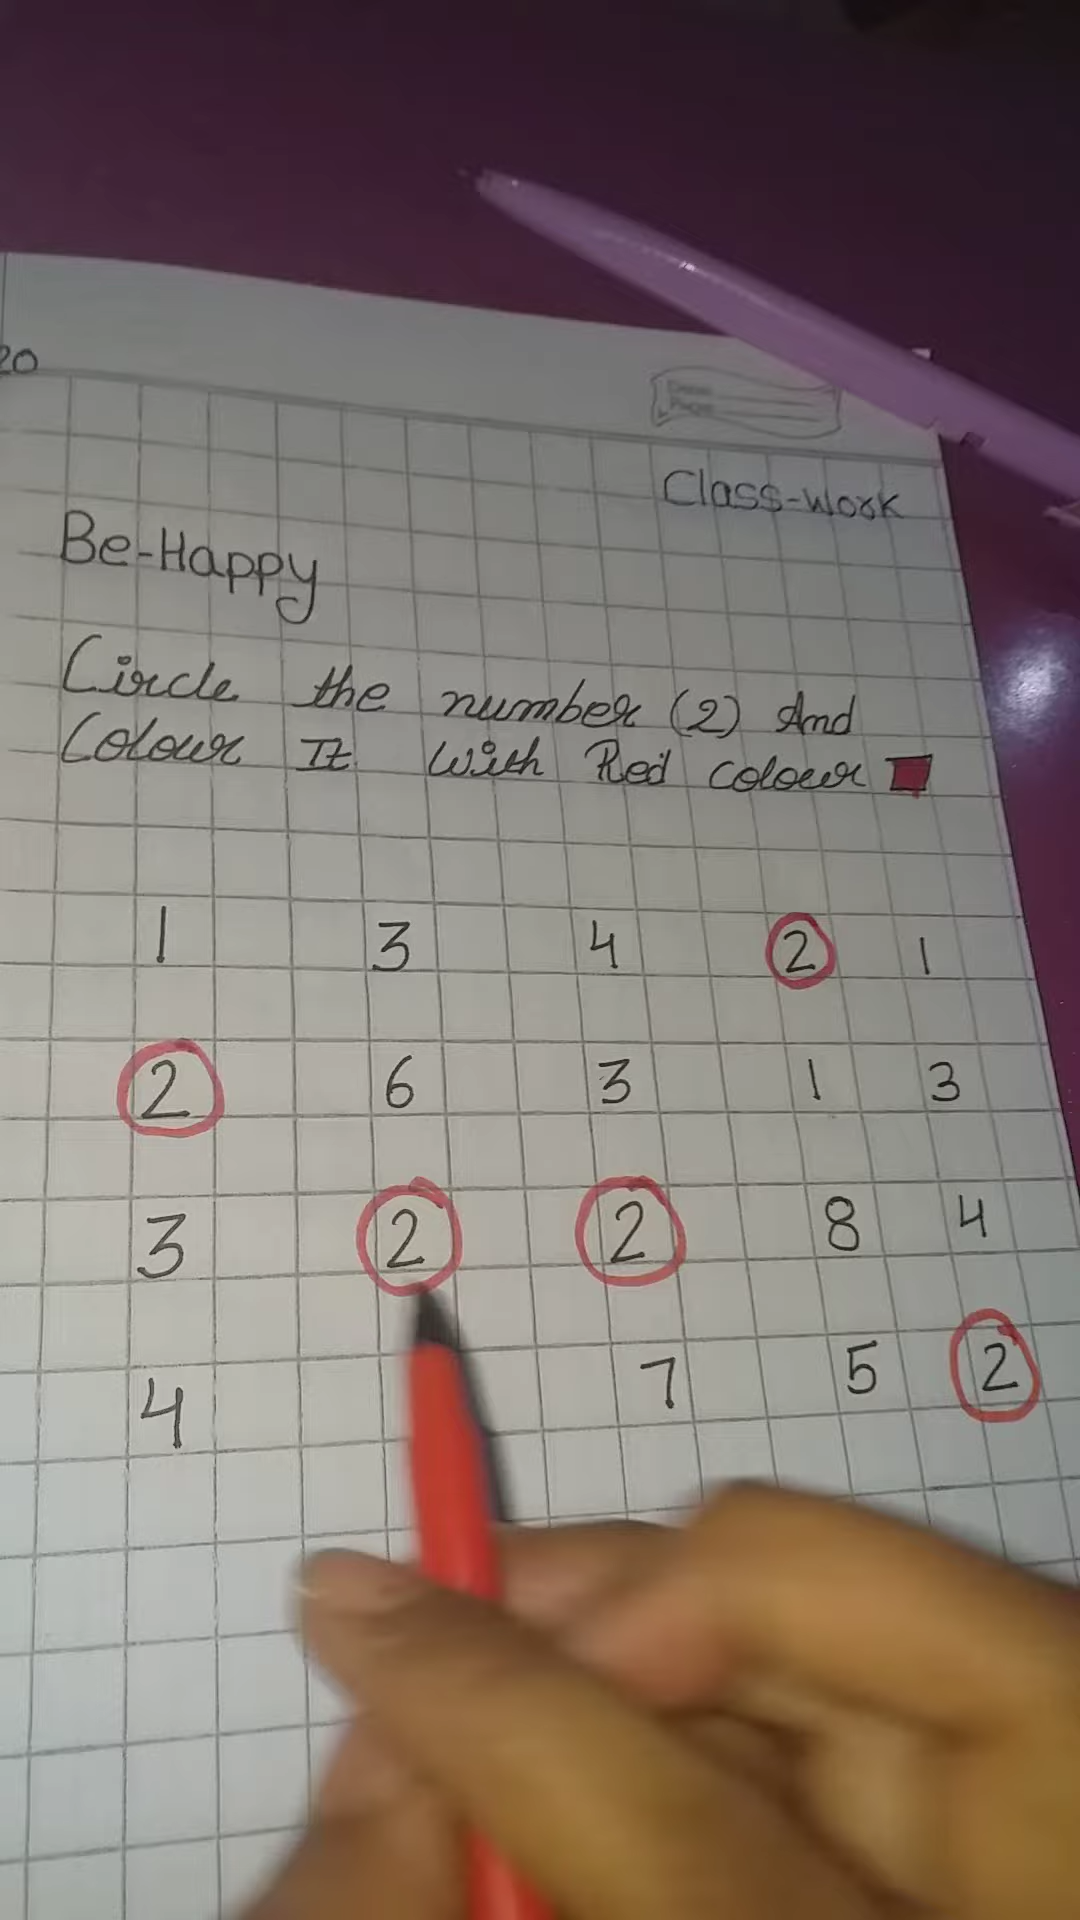 20
Class-Work
Be-Happy
Circle the number (2) And
Colour It with Red colour
1 3 4 2 1
2 6 3 1 3
3 2 2 8 4
4 7 5 2